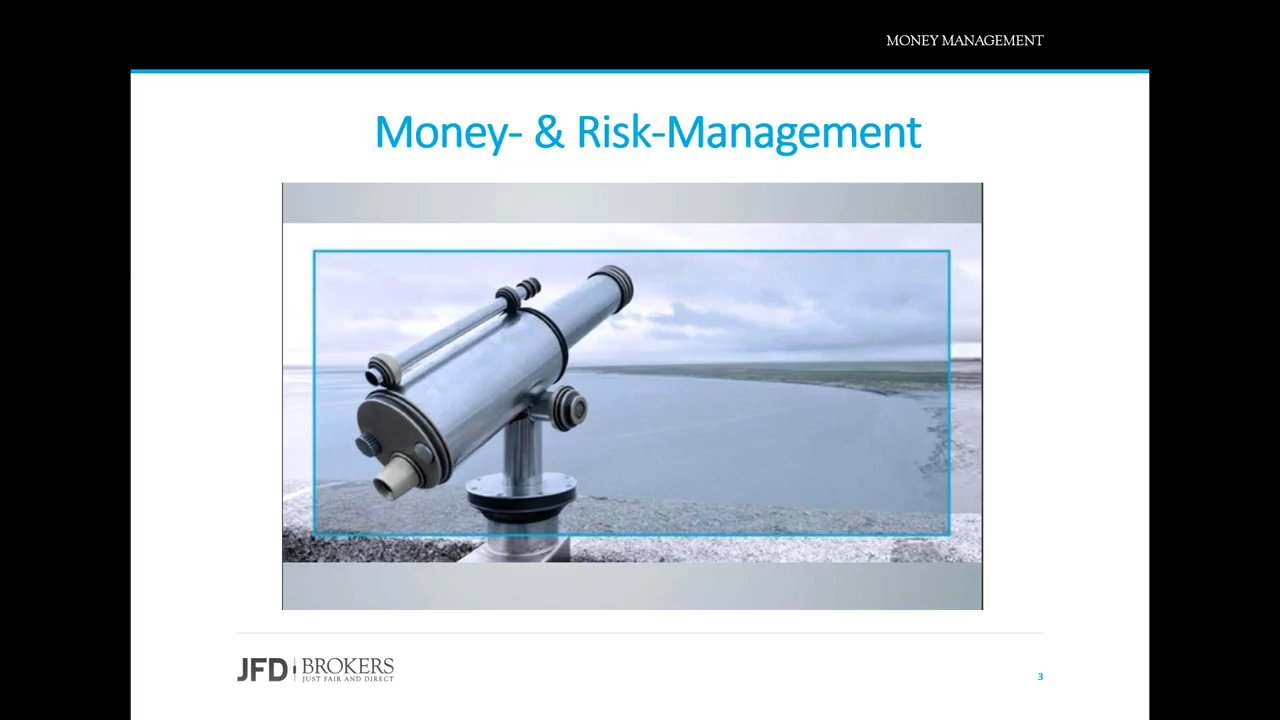 MONEY MANAGEMENT
Money- & Risk-Management
JFD BROKERS
JUST FAIR AND DIRECT
3